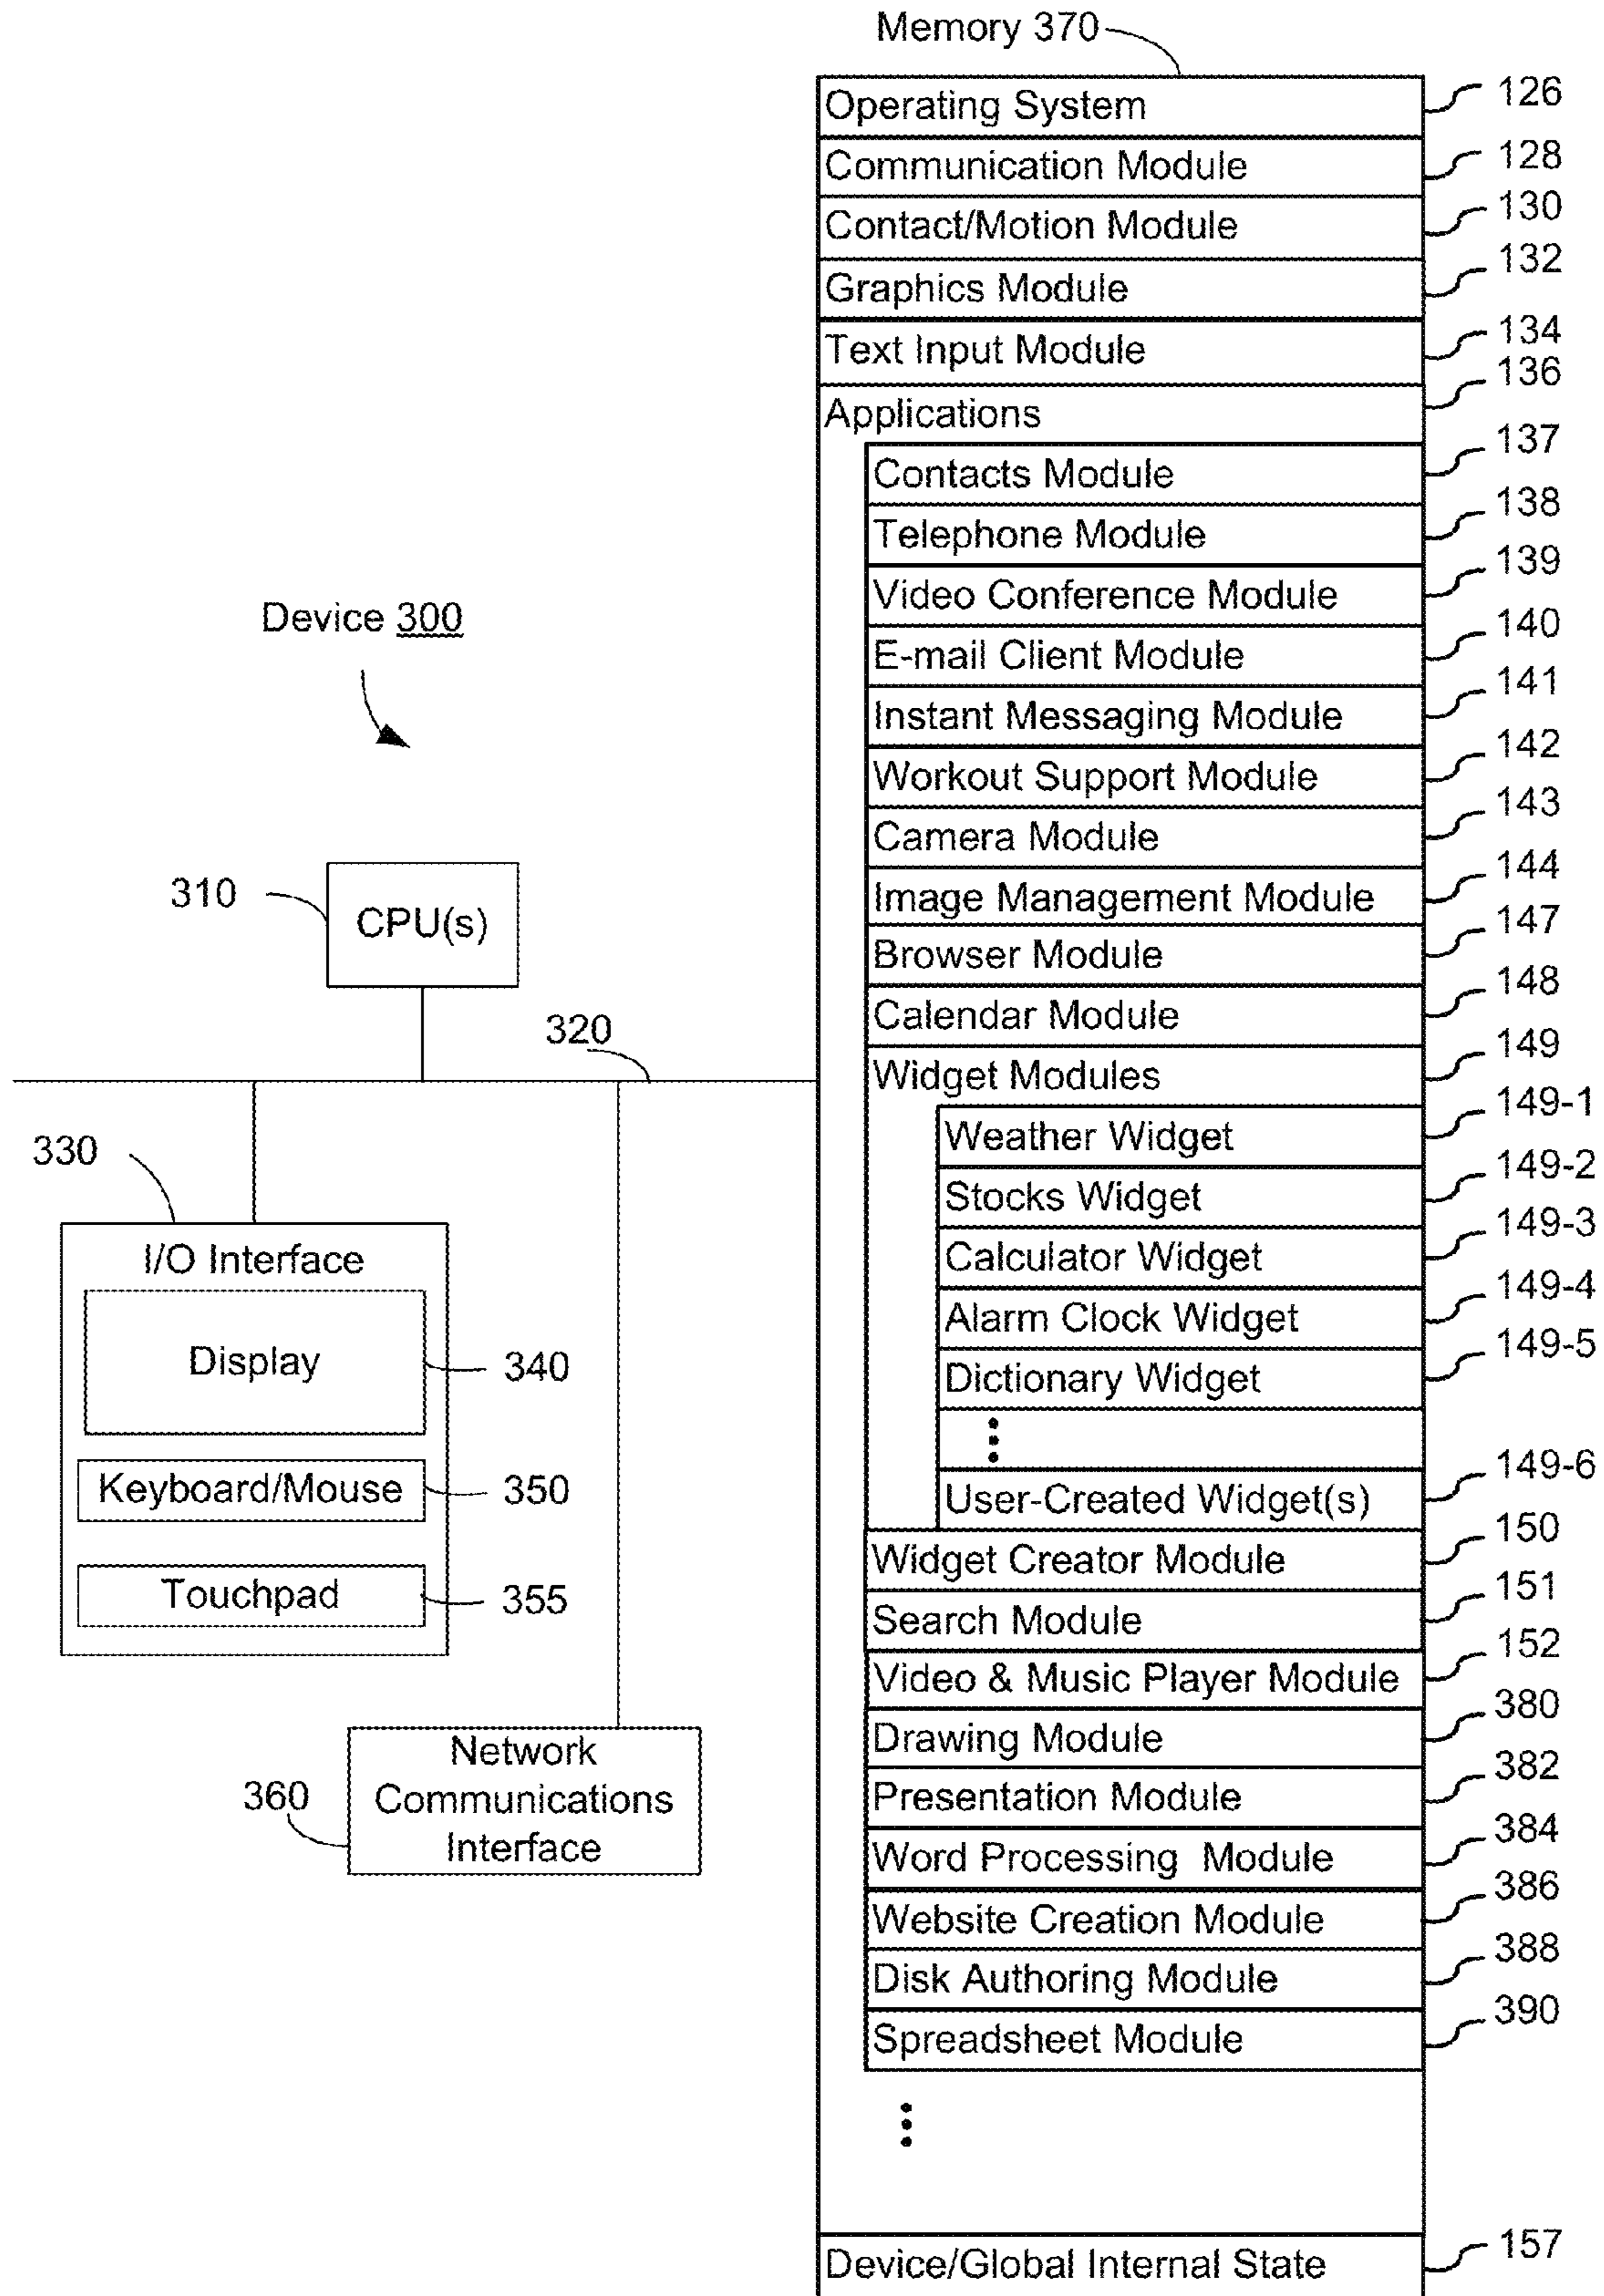 Memory 370
Operating System 126
Communication Module 128
Contact/Motion Module 130
Graphics Module 132
Text Input Module 134
Applications 136
Contacts Module 137
Telephone Module 138
Video Conference Module 139
E-mail Client Module 140
Instant Messaging Module 141
Workout Support Module 142
Camera Module 143
Image Management Module 144
Browser Module 147
Calendar Module 148
Widget Modules 149
Weather Widget 149-1
Stocks Widget 149-2
Calculator Widget 149-3
Alarm Clock Widget 149-4
Dictionary Widget 149-5
User-Created Widget(s) 149-6
Widget Creator Module 150
Search Module 151
Video & Music Player Module 152
Drawing Module 380
Presentation Module 382
Word Processing Module 384
Website Creation Module 386
Disk Authoring Module 388
Spreadsheet Module 390
Device/Global Internal State 157
Device 300
310
CPU(s)
320
330
I/O Interface
Display 340
Keyboard/Mouse 350
Touchpad 355
360
Network
Communications
Interface